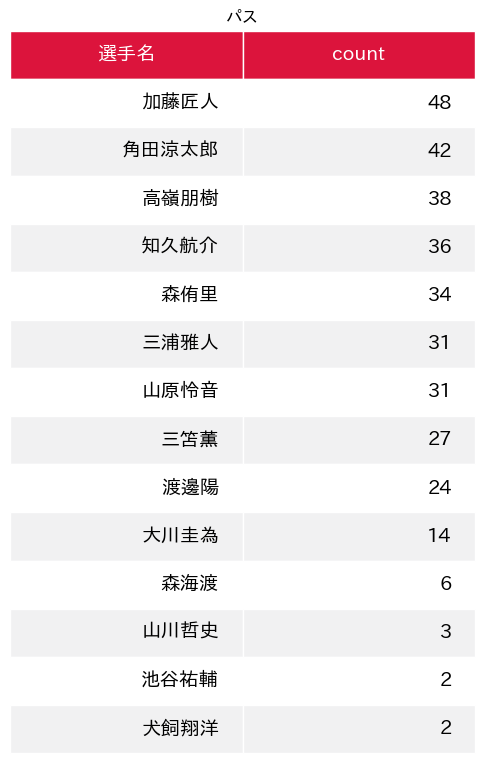 パス
選手名 count
加藤匠人 48
角田涼太郎 42
高嶺朋樹 38
知久航介 36
森侑里 34
三浦雅人 31
山原怜音 31
三笘薫 27
渡邊陽 24
大川圭為 14
森海渡 6
山川哲史 3
池谷祐輔 2
犬飼翔洋 2